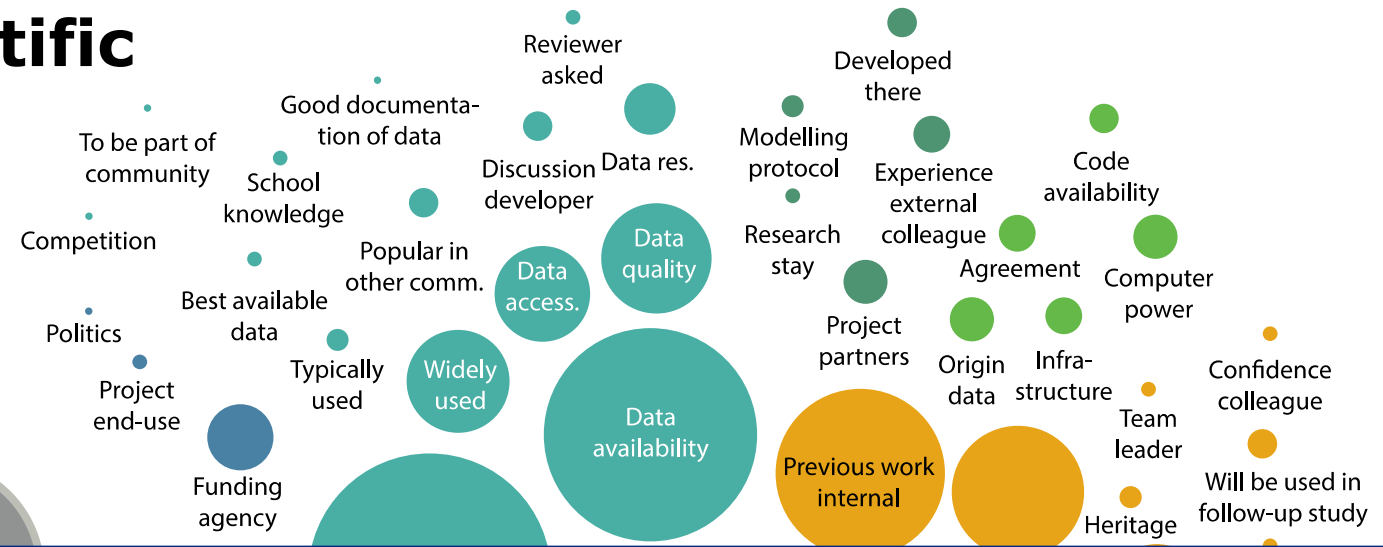 tific
Reviewer
asked
Developed
there
Good documenta-
tion of data
To be part of
community
School
knowledge
Discussion
developer
Data res.
Modelling
protocol
Experience
external
colleague
Code
availability
Competition
Popular in
other comm.
Data
access.
Data
quality
Research
stay
Agreement
Computer
power
Politics
Best available
data
Project
end-use
Typically
used
Widely
used
Data
availability
Project
partners
Origin
data
Infra-
structure
Confidence
colleague
Team
leader
Funding
agency
Previous work
internal
Heritage
Will be used in
follow-up study